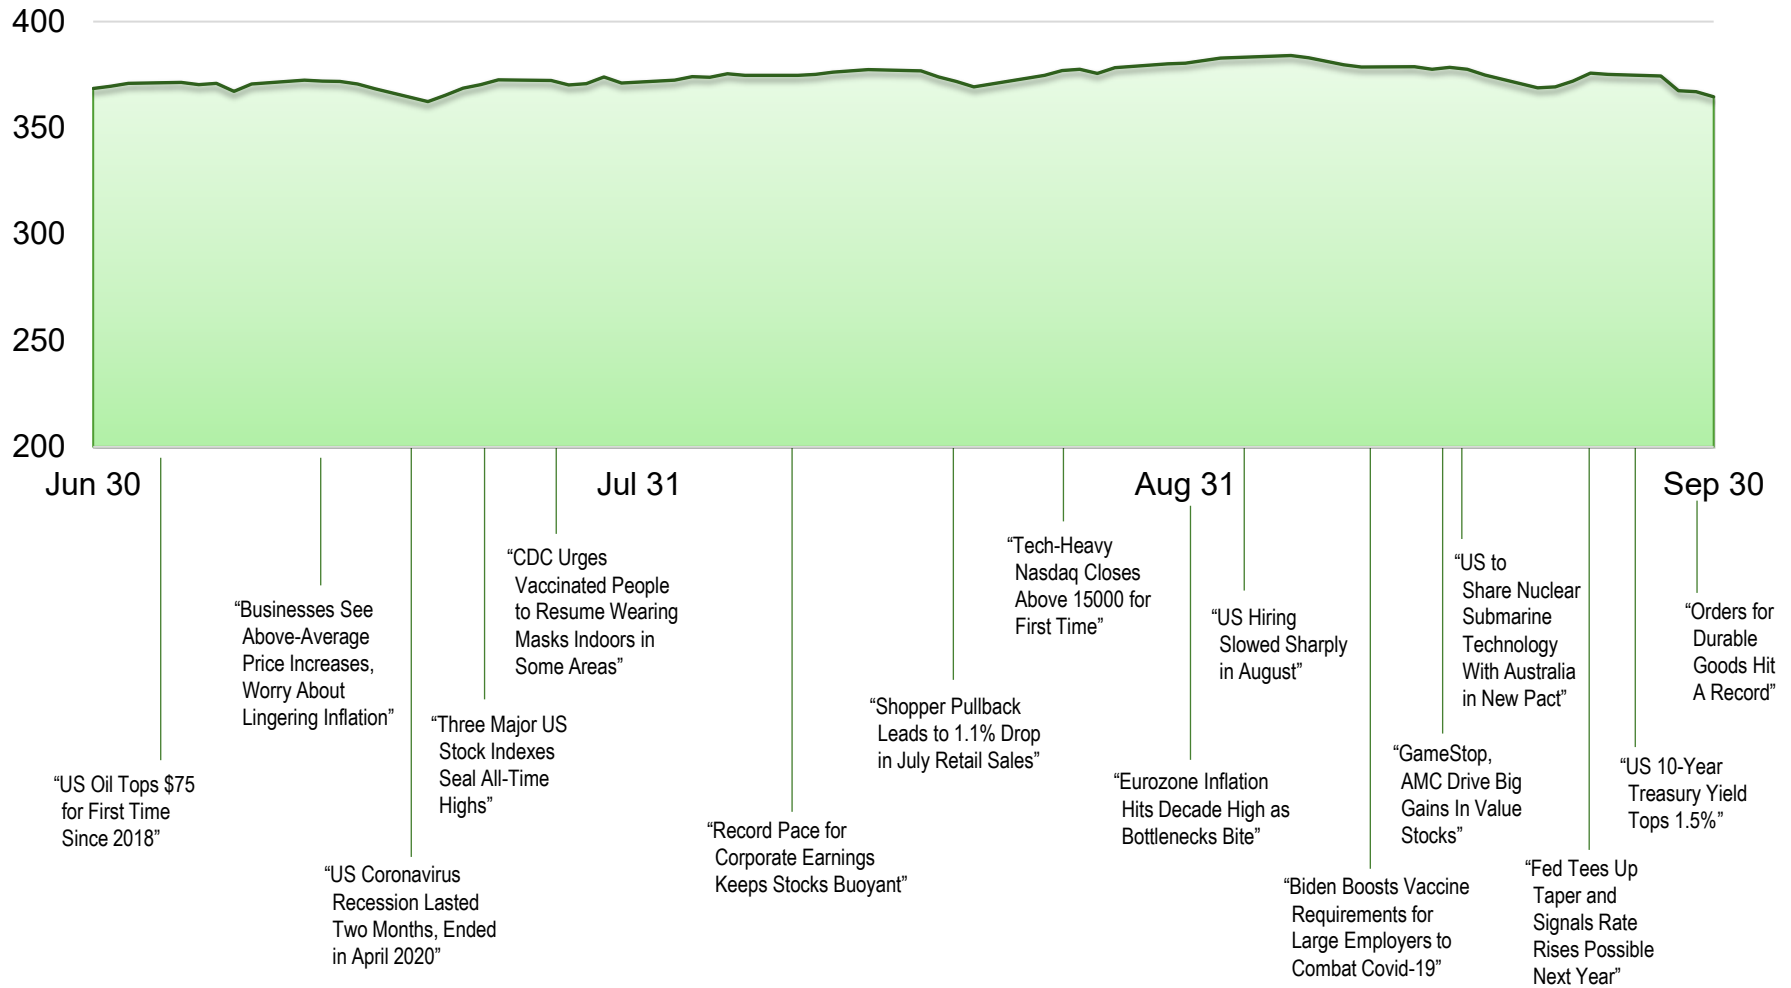 400
350
300
250
200
Jun 30
Jul 31
Aug 31
Sep 30
“US Oil Tops $75
for First Time
Since 2018”
“Businesses See
Above-Average
Price Increases,
Worry About
Lingering Inflation”
“US Coronavirus
Recession Lasted
Two Months, Ended
in April 2020”
“Three Major US
Stock Indexes
Seal All-Time
Highs”
“CDC Urges
Vaccinated People
to Resume Wearing
Masks Indoors in
Some Areas”
“Record Pace for
Corporate Earnings
Keeps Stocks Buoyant”
“Shopper Pullback
Leads to 1.1% Drop
in July Retail Sales”
“Tech-Heavy
Nasdaq Closes
Above 15000 for
First Time”
“Eurozone Inflation
Hits Decade High as
Bottlenecks Bite”
“US Hiring
Slowed Sharply
in August”
“Biden Boosts Vaccine
Requirements for
Large Employers to
Combat Covid-19”
“GameStop,
AMC Drive Big
Gains In Value
Stocks”
“US to
Share Nuclear
Submarine
Technology
With Australia
in New Pact”
“Fed Tees Up
Taper and
Signals Rate
Rises Possible
Next Year”
“US 10-Year
Treasury Yield
Tops 1.5%”
“Orders for
Durable
Goods Hit
A Record”